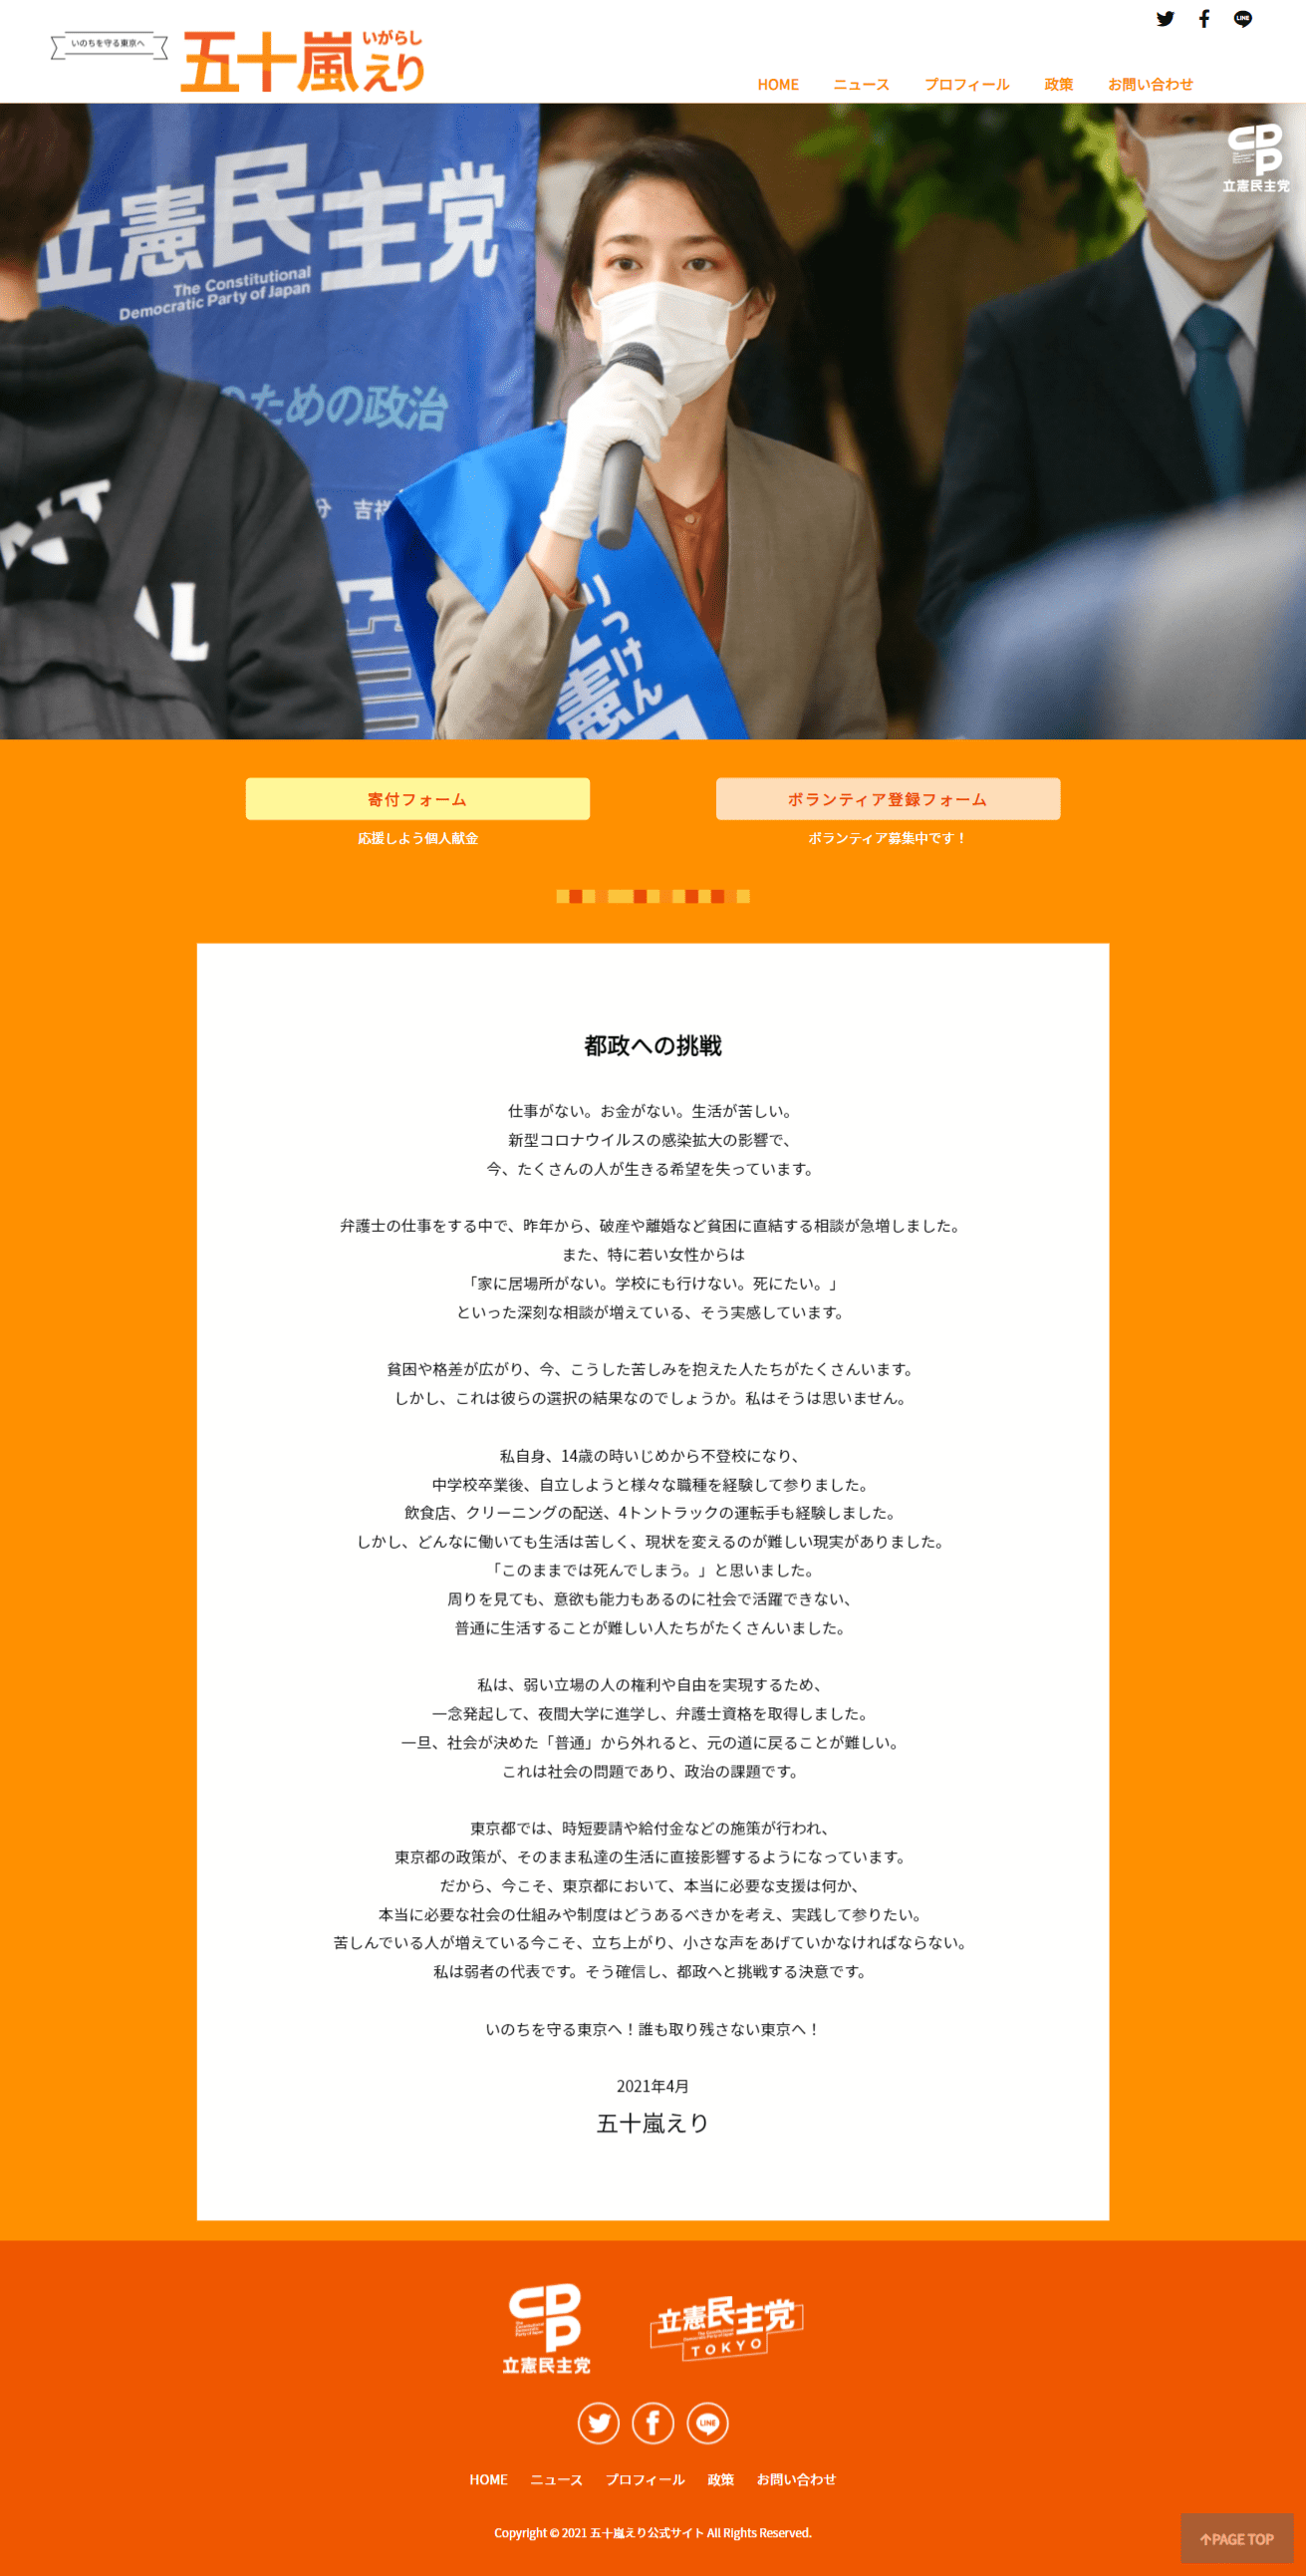 いのちを守る東京へ
五十嵐えり
いがらし
HOME ニュース プロフィール 政策 お問い合わせ
立憲民主党
The Constitutional
Democratic Party of Japan
のための政治
分 吉祥
りっけん
立憲民主党
寄付フォーム
応援しよう個人献金
ボランティア登録フォーム
ボランティア募集中です！
都政への挑戦
仕事がない。お金がない。生活が苦しい。
新型コロナウイルスの感染拡大の影響で、
今、たくさんの人が生きる希望を失っています。
弁護士の仕事をする中で、昨年から、破産や離婚など貧困に直結する相談が急増しました。
また、特に若い女性からは
「家に居場所がない。学校にも行けない。死にたい。」
といった深刻な相談が増えている、そう実感しています。
貧困や格差が広がり、今、こうした苦しみを抱えた人たちがたくさんいます。
しかし、これは彼らの選択の結果なのでしょうか。私はそうは思いません。
私自身、14歳の時いじめから不登校になり、
中学校卒業後、自立しようと様々な職種を経験して参りました。
飲食店、クリーニングの配送、4トントラックの運転手も経験しました。
しかし、どんなに働いても生活は苦しく、現状を変えるのが難しい現実がありました。
「このままでは死んでしまう。」と思いました。
周りを見ても、意欲も能力もあるのに社会で活躍できない、
普通に生活することが難しい人たちがたくさんいました。
私は、弱い立場の人の権利や自由を実現するため、
一念発起して、夜間大学に進学し、弁護士資格を取得しました。
一旦、社会が決めた「普通」から外れると、元の道に戻ることが難しい。
これは社会の問題であり、政治の課題です。
東京都では、時短要請や給付金などの施策が行われ、
東京都の政策が、そのまま私達の生活に直接影響するようになっています。
だから、今こそ、東京都において、本当に必要な支援は何か、
本当に必要な社会の仕組みや制度はどうあるべきかを考え、実践して参りたい。
苦しんでいる人が増えている今こそ、立ち上がり、小さな声をあげていかなければならない。
私は弱者の代表です。そう確信し、都政へと挑戦する決意です。
いのちを守る東京へ！誰も取り残さない東京へ！
2021年4月
五十嵐えり
立憲民主党
立憲民主党
TOKYO
HOME ニュース プロフィール 政策 お問い合わせ
Copyright © 2021 五十嵐えり公式サイト All Rights Reserved.
↑PAGE TOP